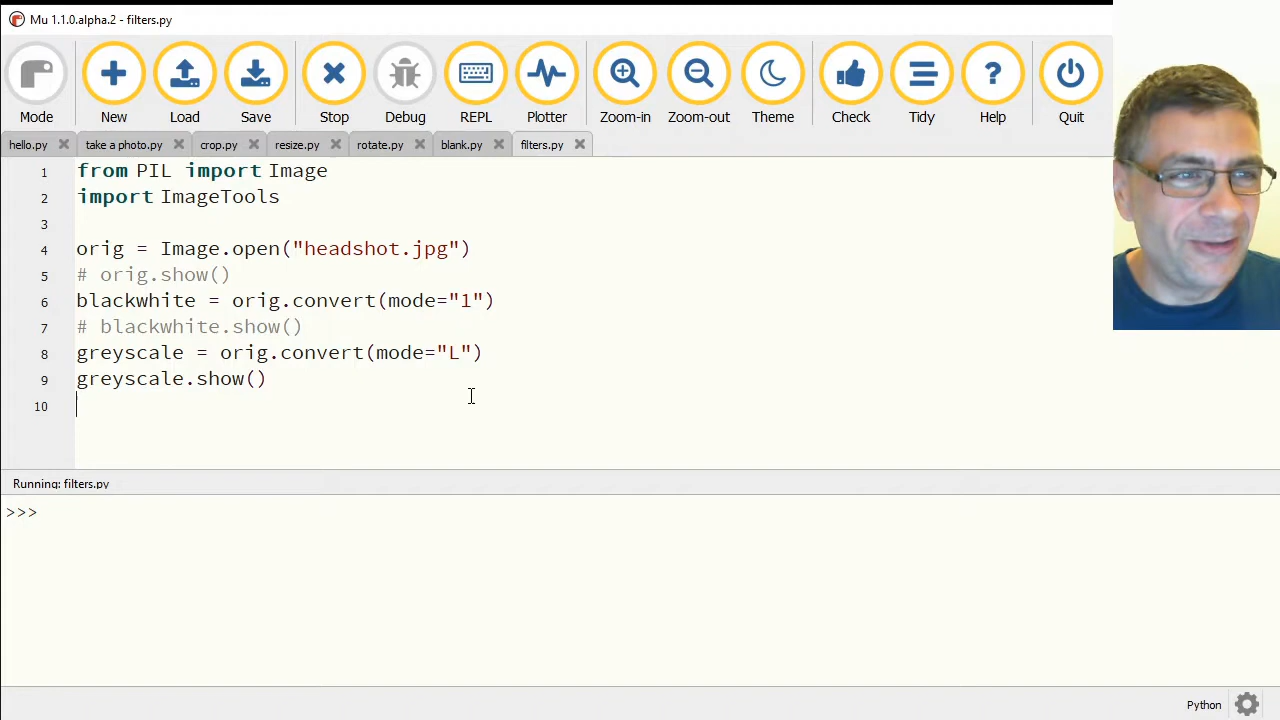 Mu 1.1.0.alpha.2 - filters.py
Mode New Load Save Stop Debug REPL Plotter Zoom-in Zoom-out Theme Check Tidy Help Quit
hello.py take a photo.py crop.py resize.py rotate.py blank.py filters.py
1 from PIL import Image
2 import ImageTools
3
4 orig = Image.open("headshot.jpg")
5 # orig.show()
6 blackwhite = orig.convert(mode="1")
7 # blackwhite.show()
8 greyscale = orig.convert(mode="L")
9 greyscale.show()
10
Running: filters.py
>>>
Python